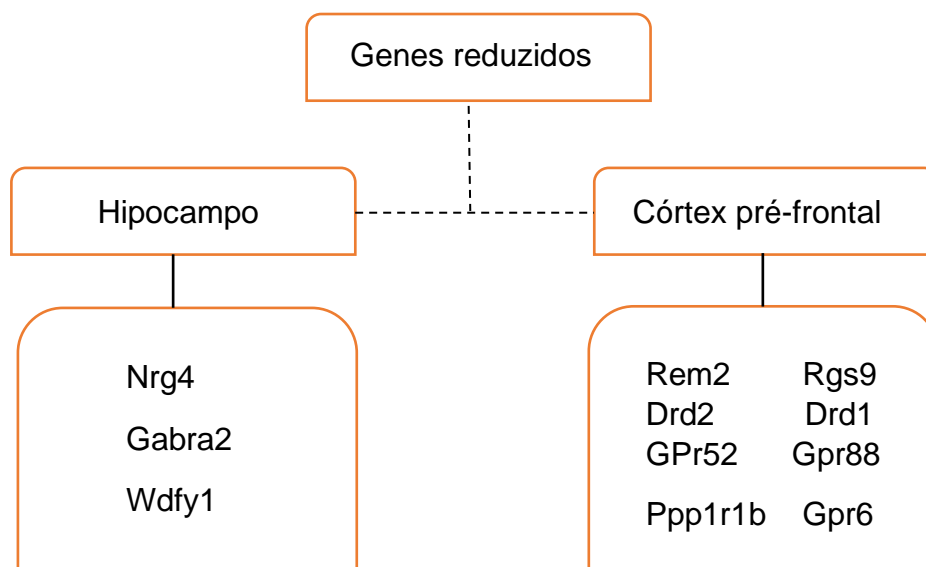 Genes reduzidos
Hipocampo
Córtex pré-frontal
Nrg4
Gabra2
Wdfy1
Rem2 Rgs9
Drd2 Drd1
GPr52 Gpr88
Ppp1r1b Gpr6